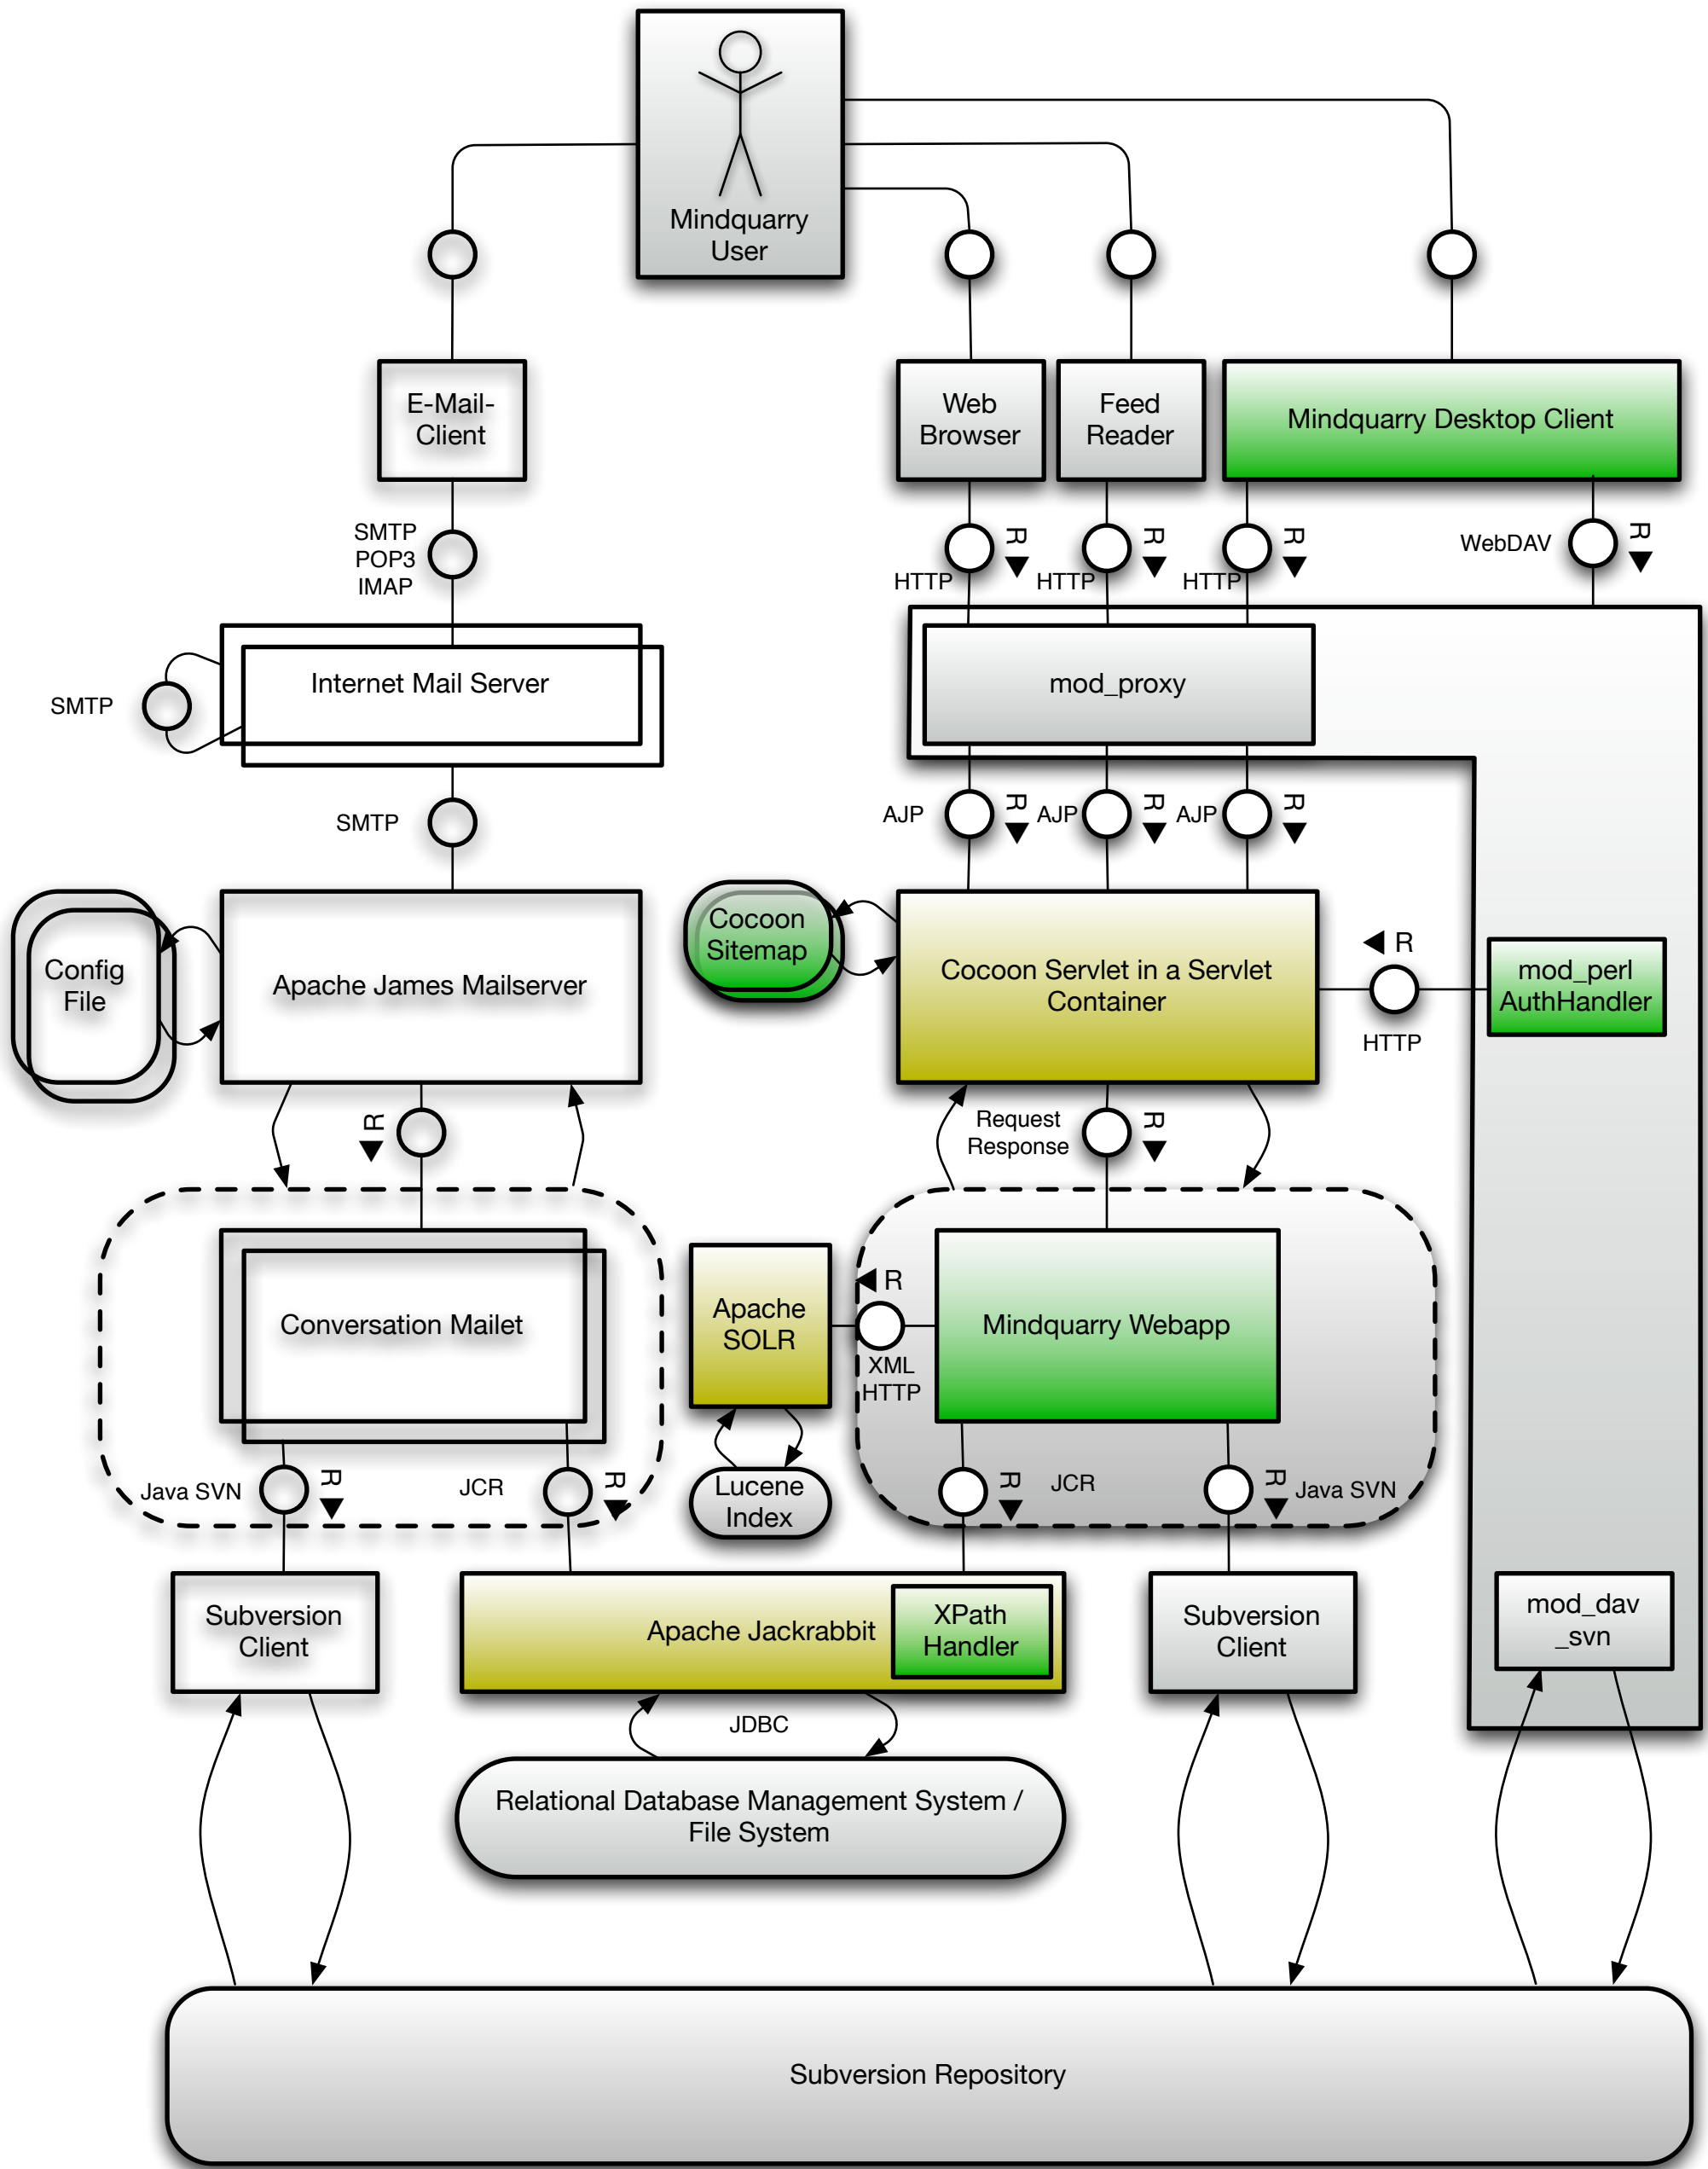 Mindquarry
User
E-Mail-
Client
Web
Browser
Feed
Reader
Mindquarry Desktop Client
SMTP
POP3
IMAP
R
HTTP
R
HTTP
R
HTTP
WebDAV
R
Internet Mail Server
SMTP
mod_proxy
SMTP
AJP
R
AJP
R
AJP
R
Config
File
Apache James Mailserver
Cocoon
Sitemap
Cocoon Servlet in a Servlet
Container
R
HTTP
mod_perl
AuthHandler
R
Request
Response
R
Conversation Mailet
Apache
SOLR
R
XML
HTTP
Mindquarry Webapp
Java SVN
R
JCR
R
Lucene
Index
R
JCR
R
Java SVN
Subversion
Client
Apache Jackrabbit
XPath
Handler
Subversion
Client
mod_dav
_svn
JDBC
Relational Database Management System /
File System
Subversion Repository